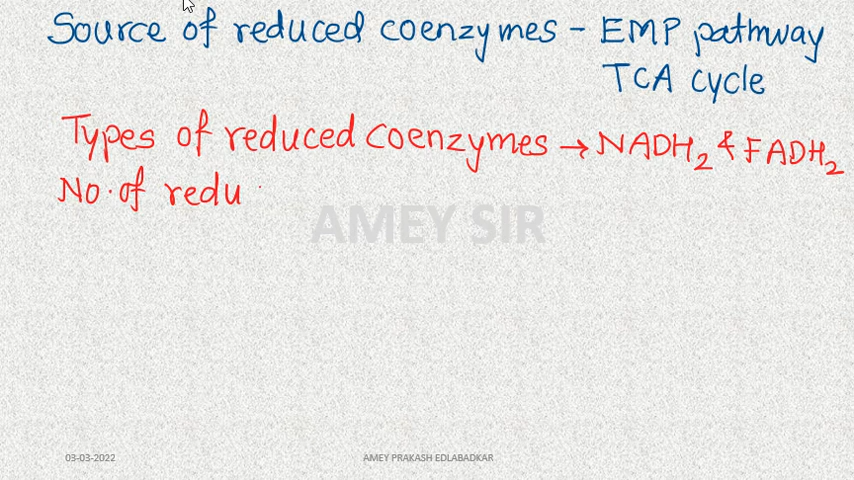 Source of reduced coenzymes - EMP pathway
TCA cycle
Types of reduced coenzymes → NADH2 & FADH2
No. of redu
AMEY SIR
03-03-2022
AMEY PRAKASH EDLABADKAR